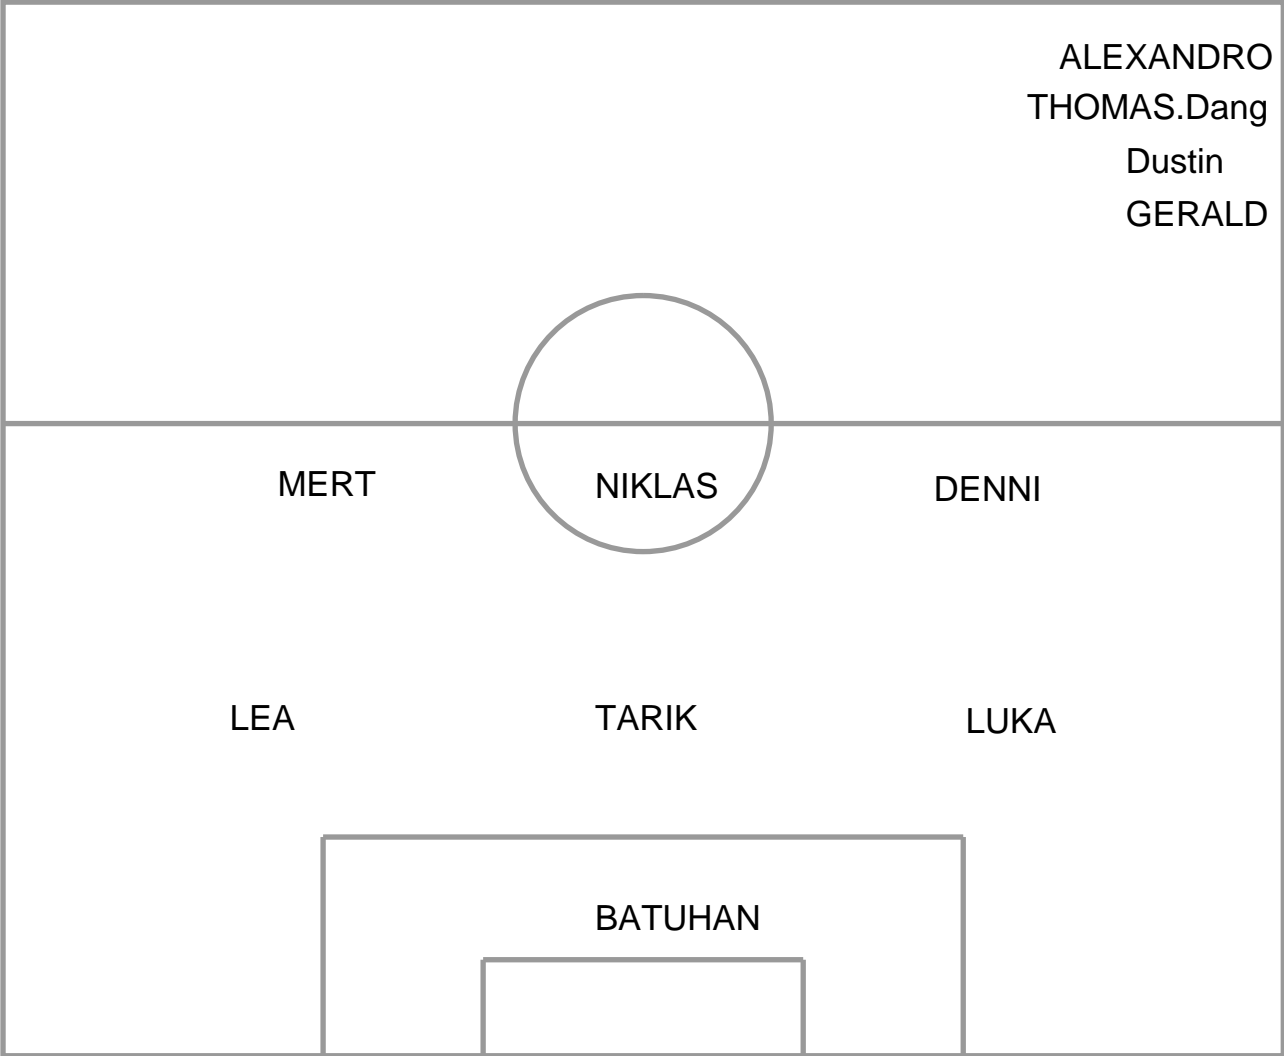 ALEXANDRO
THOMAS.Dang
Dustin
GERALD
MERT NIKLAS DENNI
LEA TARIK LUKA
BATUHAN